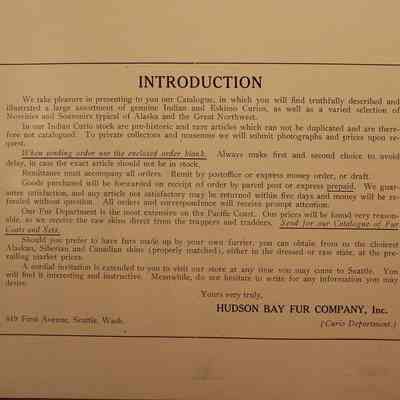 INTRODUCTION
We take pleasure in presenting to you our Catalogue, in which you will find truthfully described and
illustrated a large assortment of genuine Indian and Eskimo Curios, as well as a varied selection of
Novelties and Souvenirs typical of Alaska and the Great Northwest.
In our Indian Curio stock are pre-historic and rare articles which can not be duplicated and are there-
fore not catalogued. To private collectors and museums we will submit photographs and prices upon re-
quest.
When sending order use the enclosed order blank. Always make first and second choice to avoid
delay, in case the exact article should not be in stock.
Remittance must accompany all orders. Remit by postoffice or express money order, or draft.
Goods purchased will be forwarded on receipt of order by parcel post or express prepaid. We guar-
antee satisfaction, and any article not satisfactory may be returned within five days and money will be re-
funded without question. All orders and correspondence will receive prompt attention.
Our Fur Department is the most extensive on the Pacific Coast. Our prices will be found very reason-
able, as we receive the raw skins direct from the trappers and traders. Send for our Catalogue of Fur
Coats and Sets.
Should you prefer to have furs made up by your own furrier, you can obtain from us the choicest
Alaskan, Siberian and Canadian skins (properly matched), either in the dressed or raw state, at the pre-
vailing market prices.
A cordial invitation is extended to you to visit our store at any time you may come to Seattle. You
will find it interesting and instructive. Meanwhile, do not hesitate to write for any information you may
desire.
Yours very truly,
HUDSON BAY FUR COMPANY, Inc.
(Curio Department.)
819 First Avenue, Seattle, Wash.